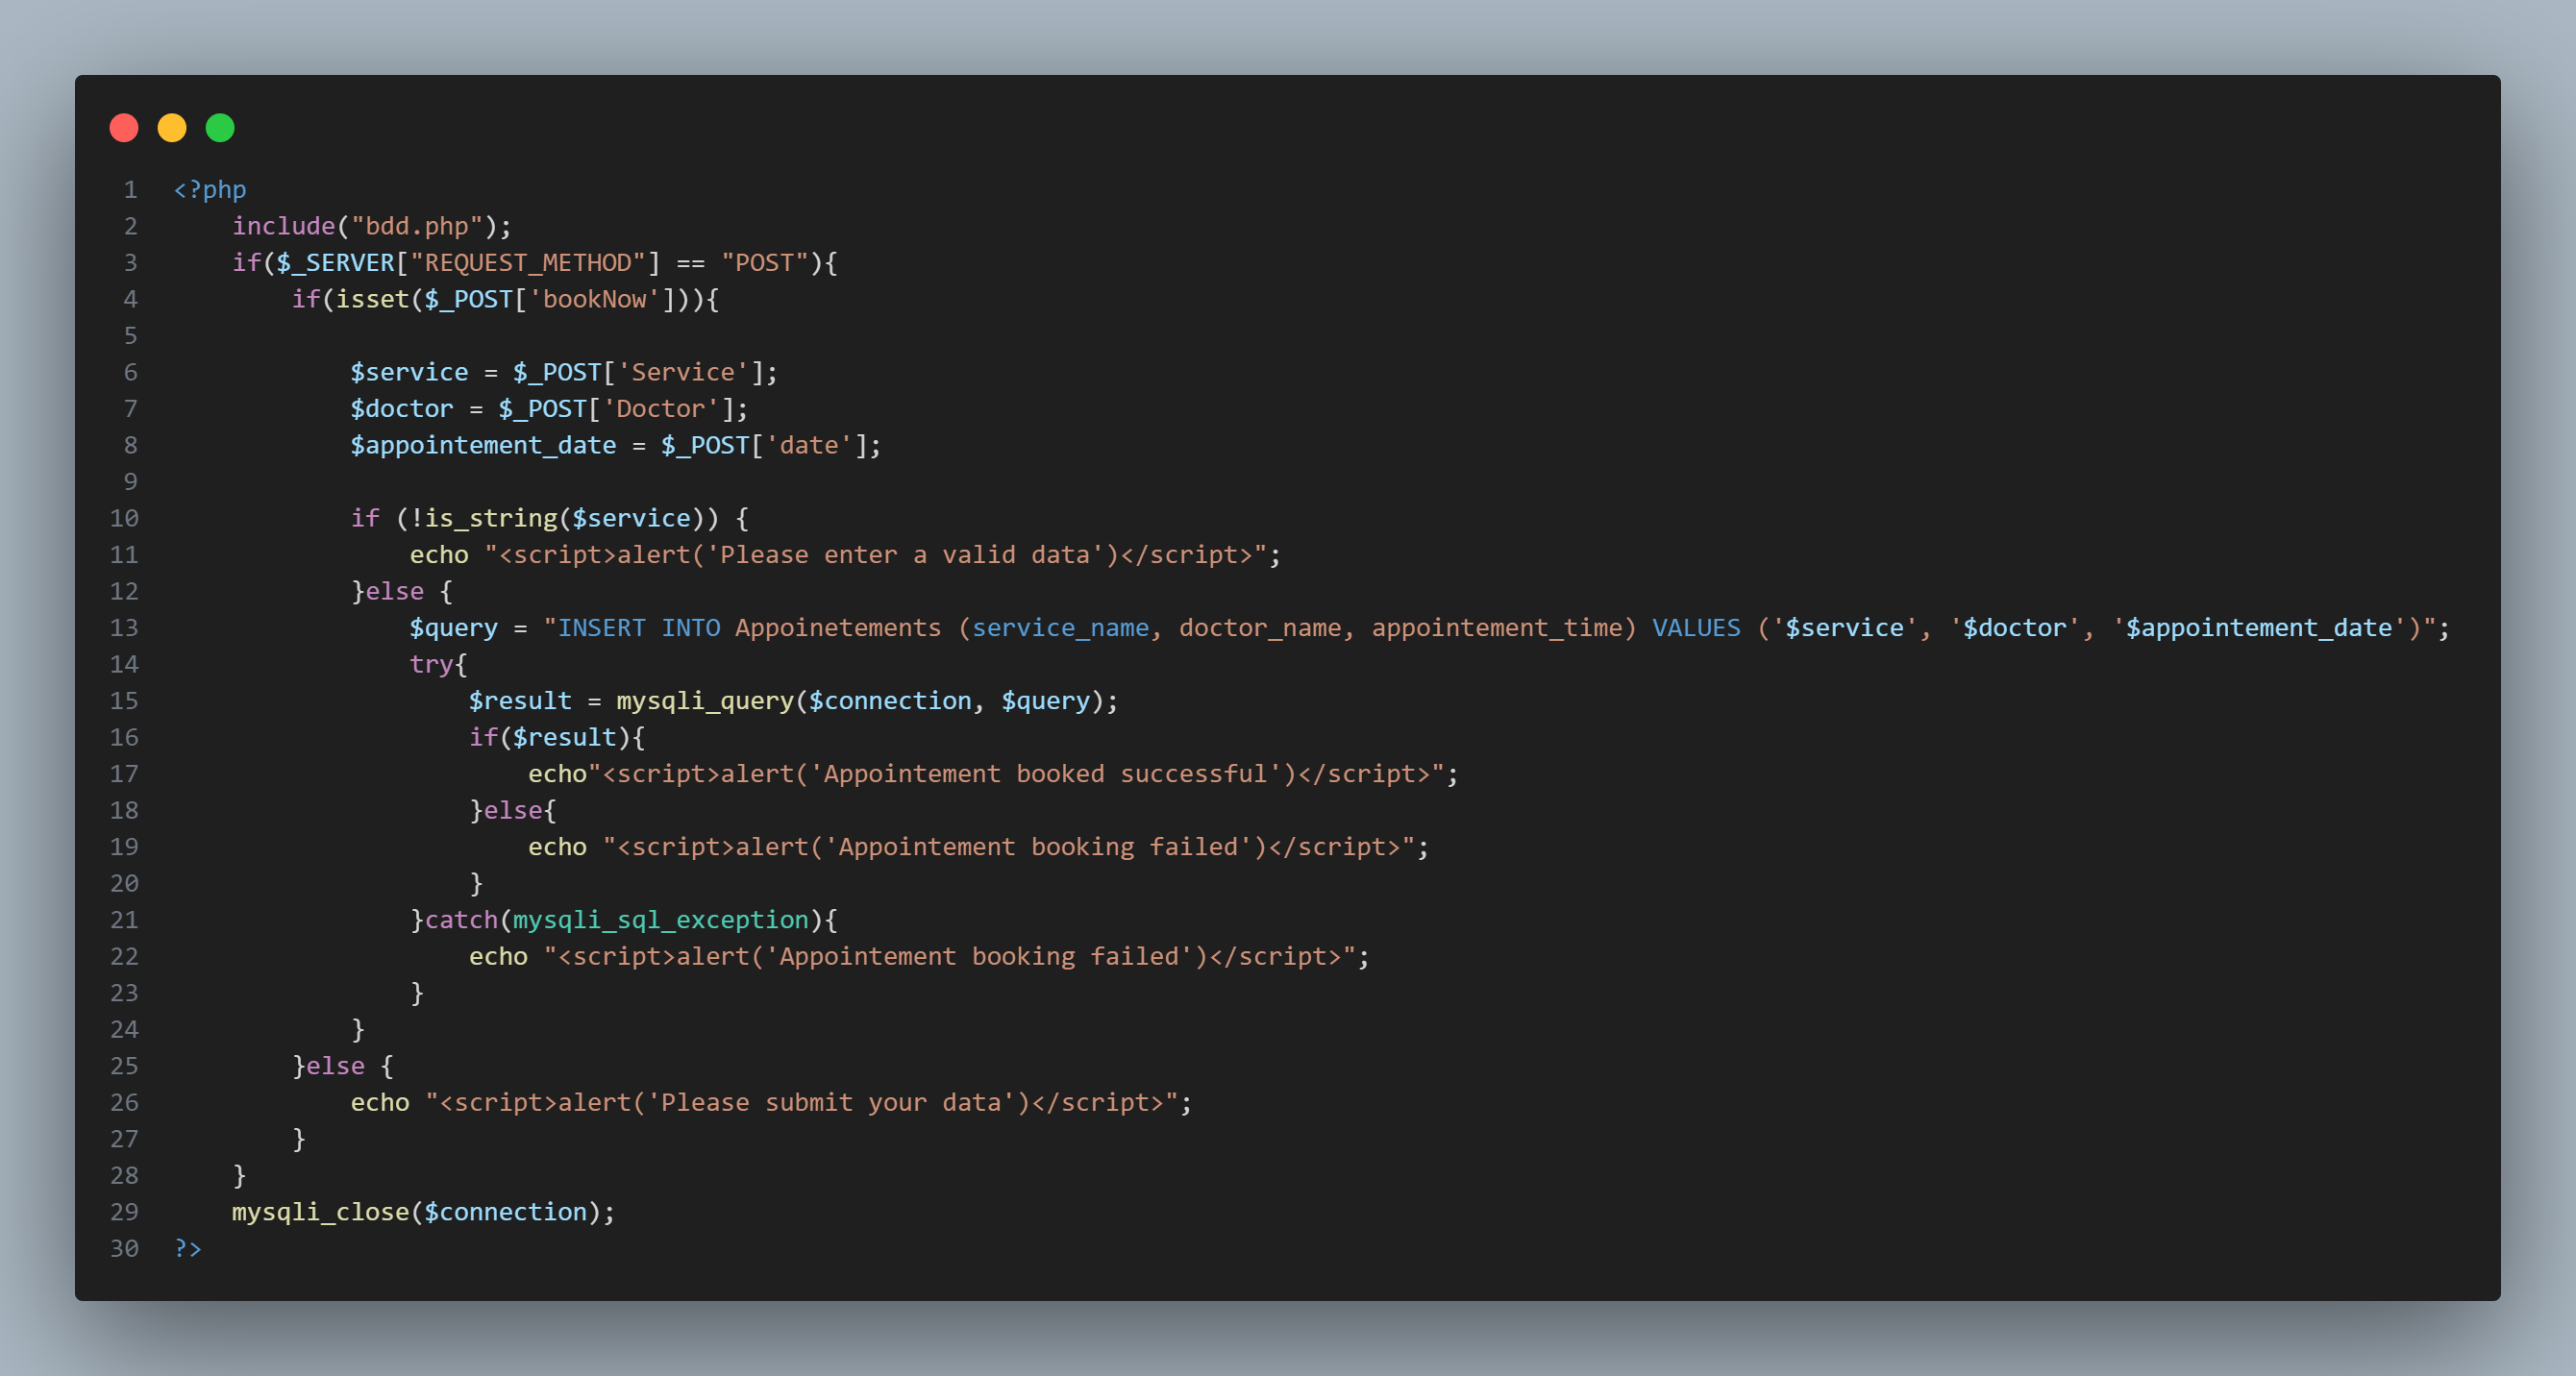 1 <?php
2     include("bdd.php");
3     if($_SERVER["REQUEST_METHOD"] == "POST"){
4         if(isset($_POST['bookNow'])){
5
6             $service = $_POST['Service'];
7             $doctor = $_POST['Doctor'];
8             $appointement_date = $_POST['date'];
9
10             if (!is_string($service)) {
11                 echo "<script>alert('Please enter a valid data')</script>";
12             }else {
13                 $query = "INSERT INTO Appoinetements (service_name, doctor_name, appointement_time) VALUES ('$service', '$doctor', '$appointement_date')";
14                 try{
15                     $result = mysqli_query($connection, $query);
16                     if($result){
17                         echo"<script>alert('Appointement booked successful')</script>";
18                     }else{
19                         echo "<script>alert('Appointement booking failed')</script>";
20                     }
21                 }catch(mysqli_sql_exception){
22                     echo "<script>alert('Appointement booking failed')</script>";
23                 }
24             }
25         }else {
26             echo "<script>alert('Please submit your data')</script>";
27         }
28     }
29     mysqli_close($connection);
30 ?>